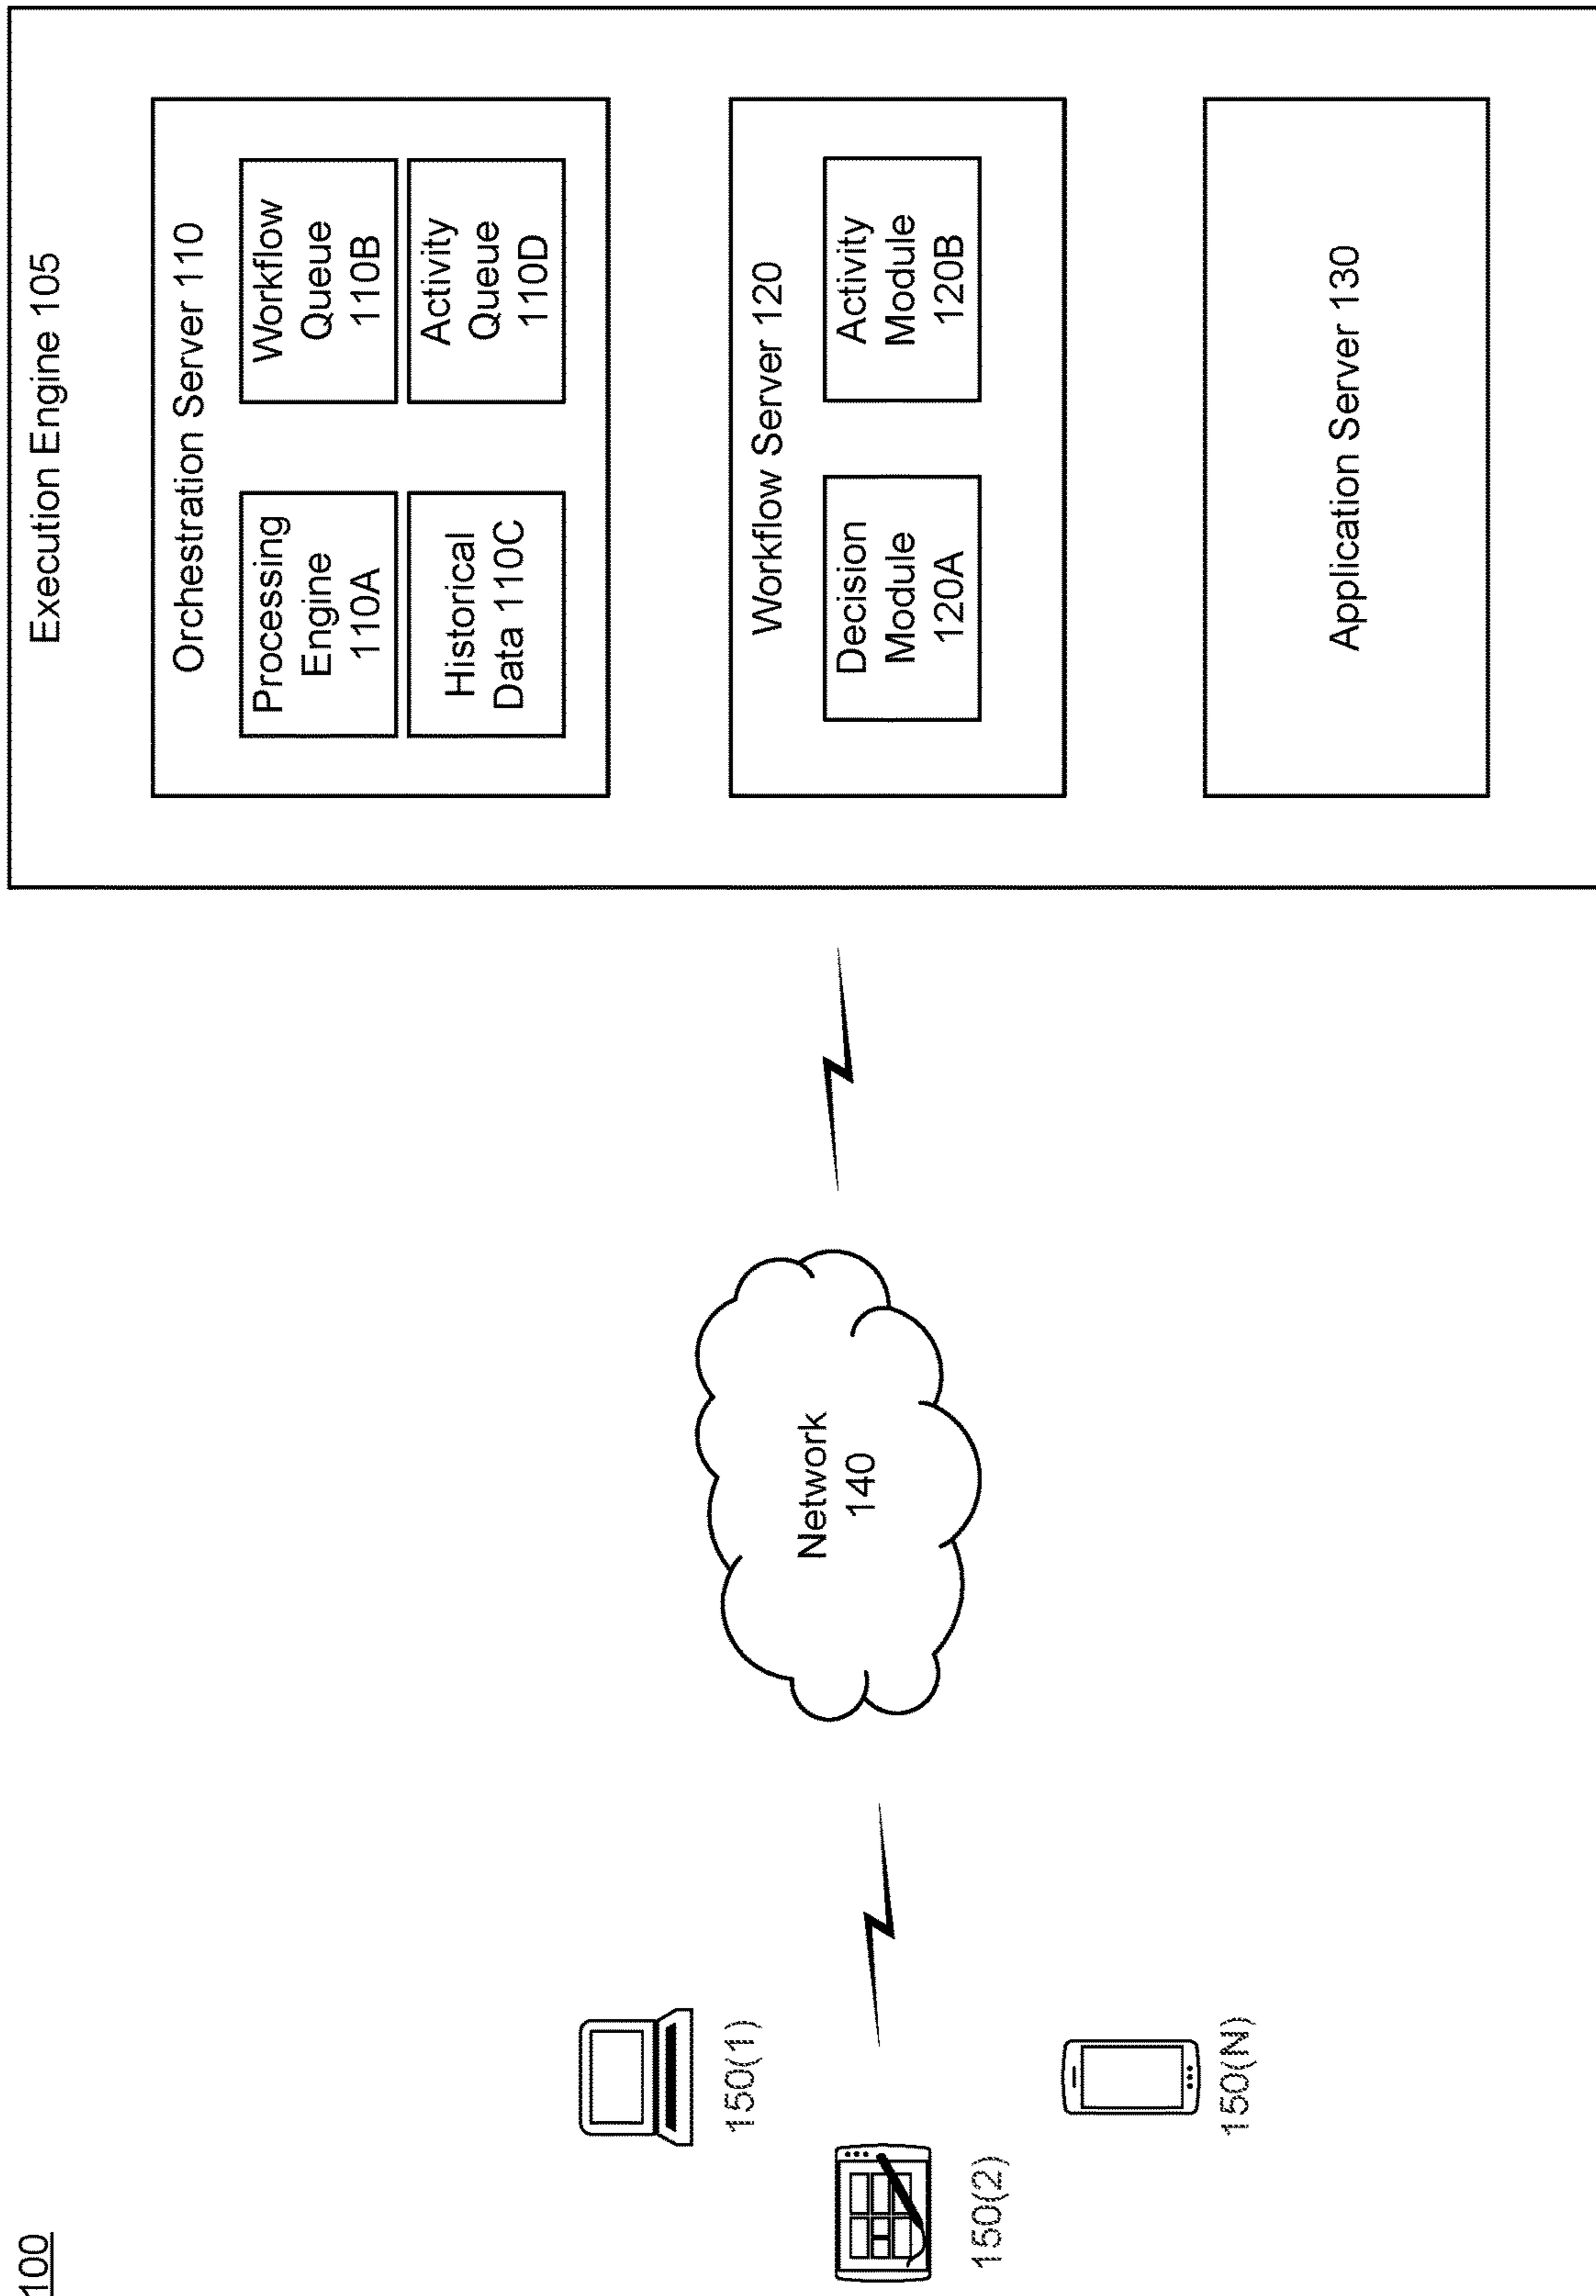 100
150(1)
150(2)
150(N)
Network
140
Execution Engine 105
Orchestration Server 110
Processing
Engine
110A
Workflow
Queue
110B
Historical
Data 110C
Activity
Queue
110D
Workflow Server 120
Decision
Module
120A
Activity
Module
120B
Application Server 130